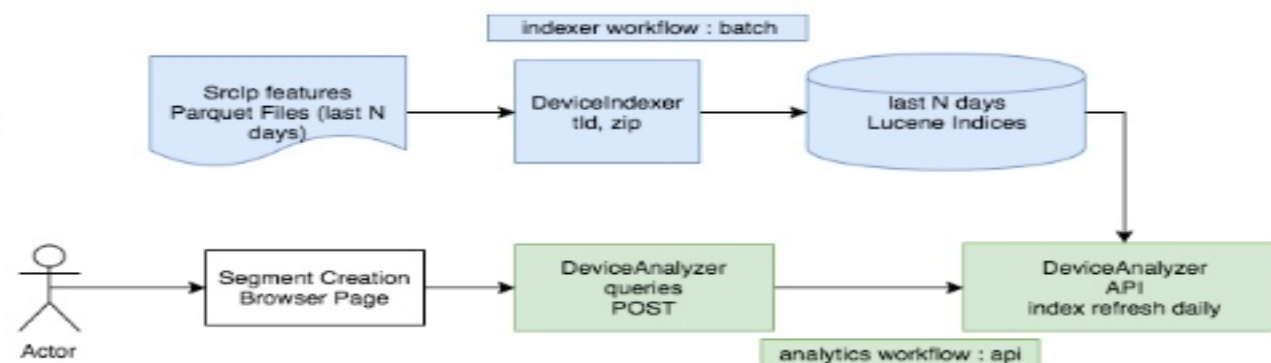 indexer workflow : batch
SrcIp features
Parquet Files (last N
days)
DeviceIndexer
tld, zip
last N days
Lucene Indices
Segment Creation
Browser Page
DeviceAnalyzer
queries
POST
DeviceAnalyzer
API
index refresh daily
Actor
analytics workflow : api